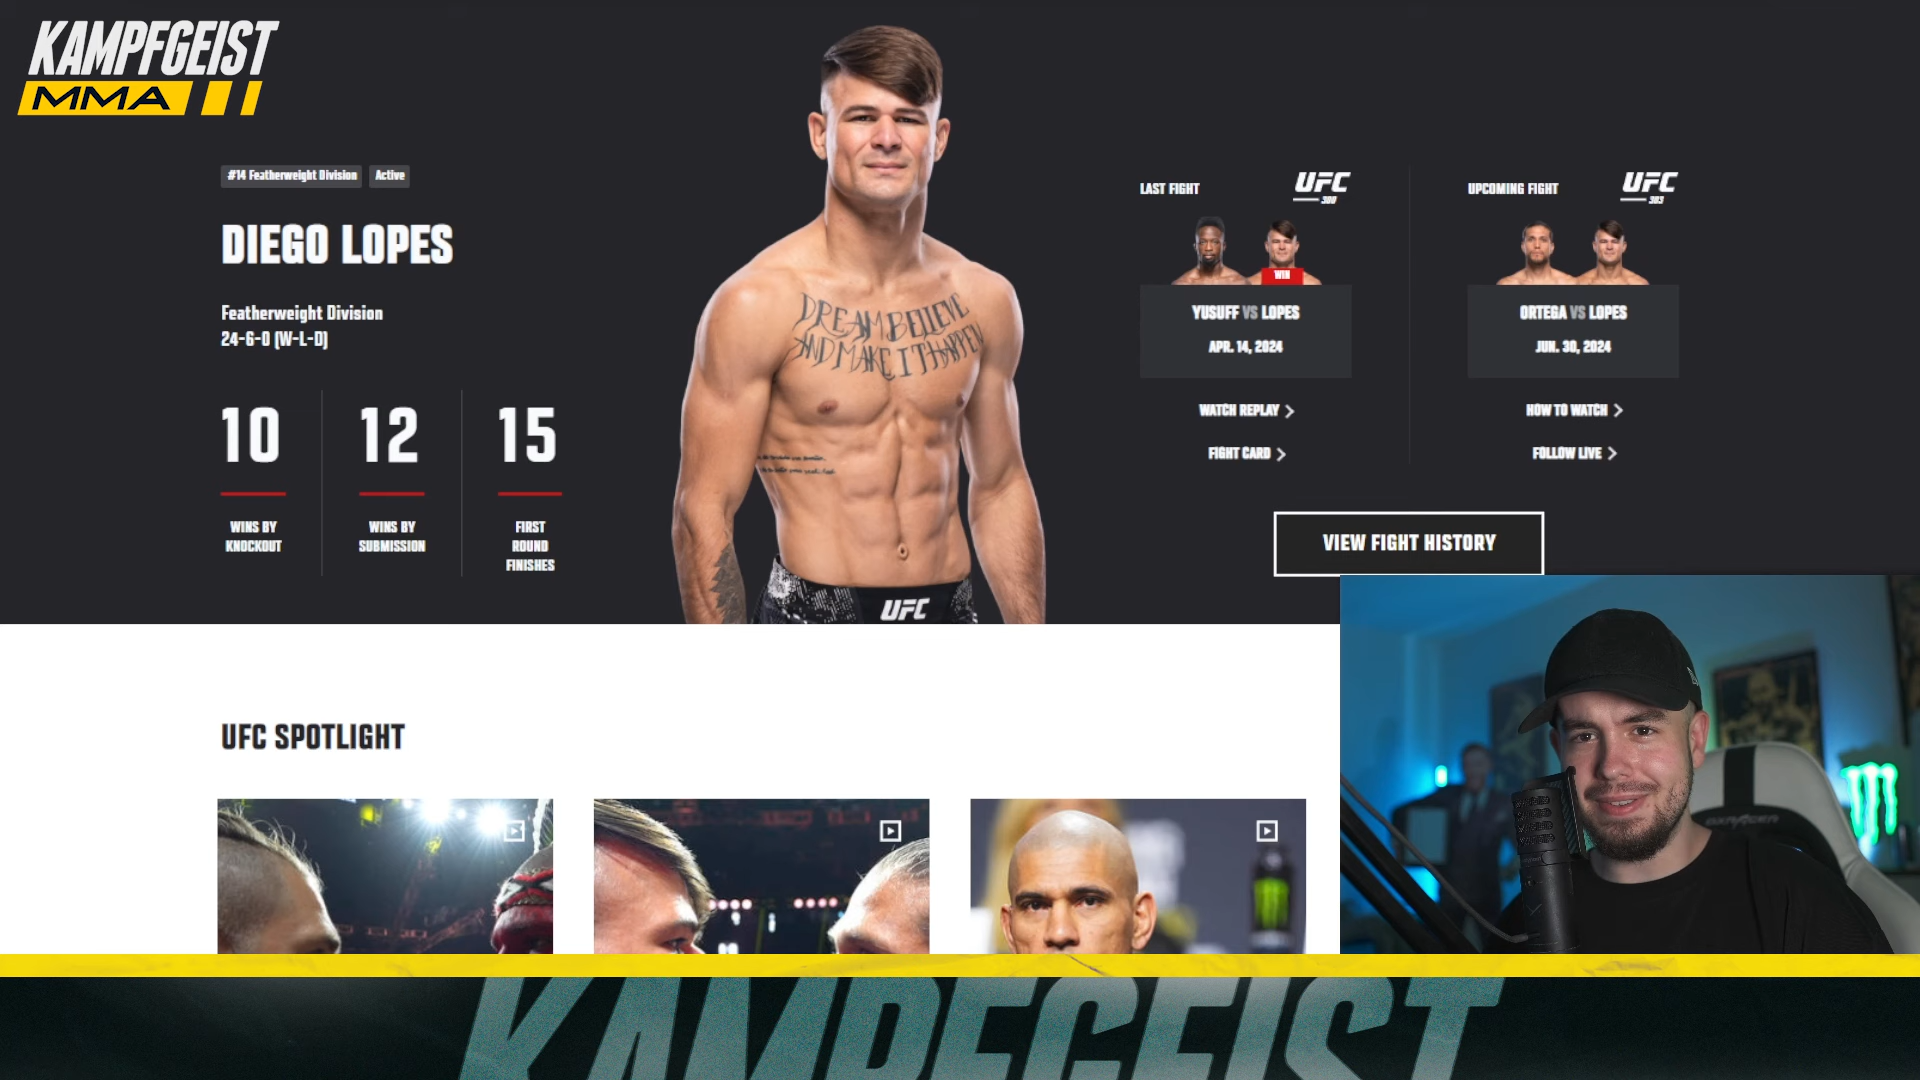 KAMPFGEIST
MMA
#14 Featherweight Division
Active
DIEGO LOPES
Featherweight Division
24-6-0 (W-L-D)
10
WINS BY
KNOCKOUT
12
WINS BY
SUBMISSION
15
FIRST
ROUND
FINISHES
DREAM BELIEVE
AND MAKE IT HAPPEN
UFC
LAST FIGHT
UFC
300
WIN
YUSUFF VS LOPES
APR. 14, 2024
WATCH REPLAY
FIGHT CARD
UPCOMING FIGHT
UFC
303
ORTEGA VS LOPES
JUN. 30, 2024
HOW TO WATCH
FOLLOW LIVE
VIEW FIGHT HISTORY
UFC SPOTLIGHT
KAMPFGEIST